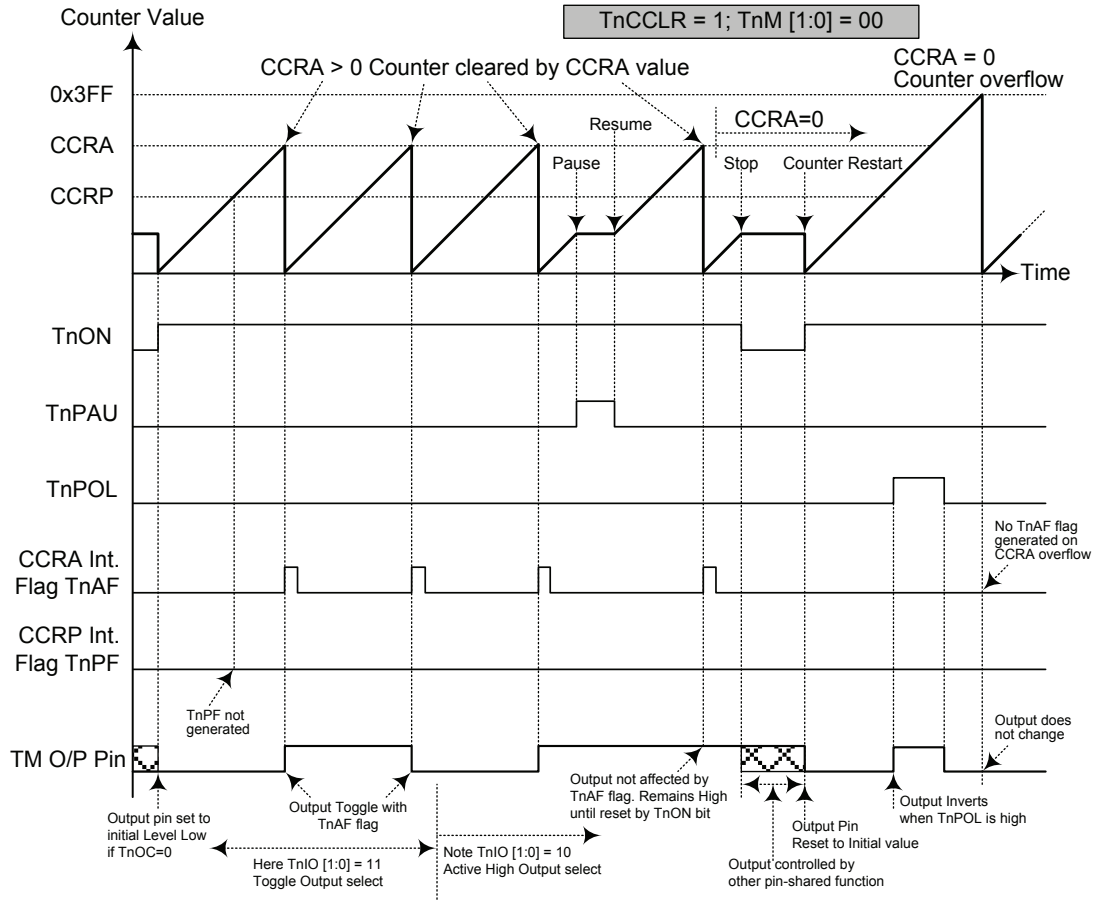 Counter Value
TnCCLR = 1; TnM [1:0] = 00
CCRA > 0 Counter cleared by CCRA value
CCRA = 0
Counter overflow
0x3FF
CCRA
CCRP
Resume
CCRA=0
Pause
Stop
Counter Restart
Time
TnON
TnPAU
TnPOL
No TnAF flag
generated on
CCRA overflow
CCRA Int.
Flag TnAF
CCRP Int.
Flag TnPF
TnPF not
generated
TM O/P Pin
Output does
not change
Output pin set to
initial Level Low
if TnOC=0
Output Toggle with
TnAF flag
Here TnIO [1:0] = 11
Toggle Output select
Note TnIO [1:0] = 10
Active High Output select
Output not affected by
TnAF flag. Remains High
until reset by TnON bit
Output controlled by
other pin-shared function
Output Pin
Reset to Initial value
Output Inverts
when TnPOL is high